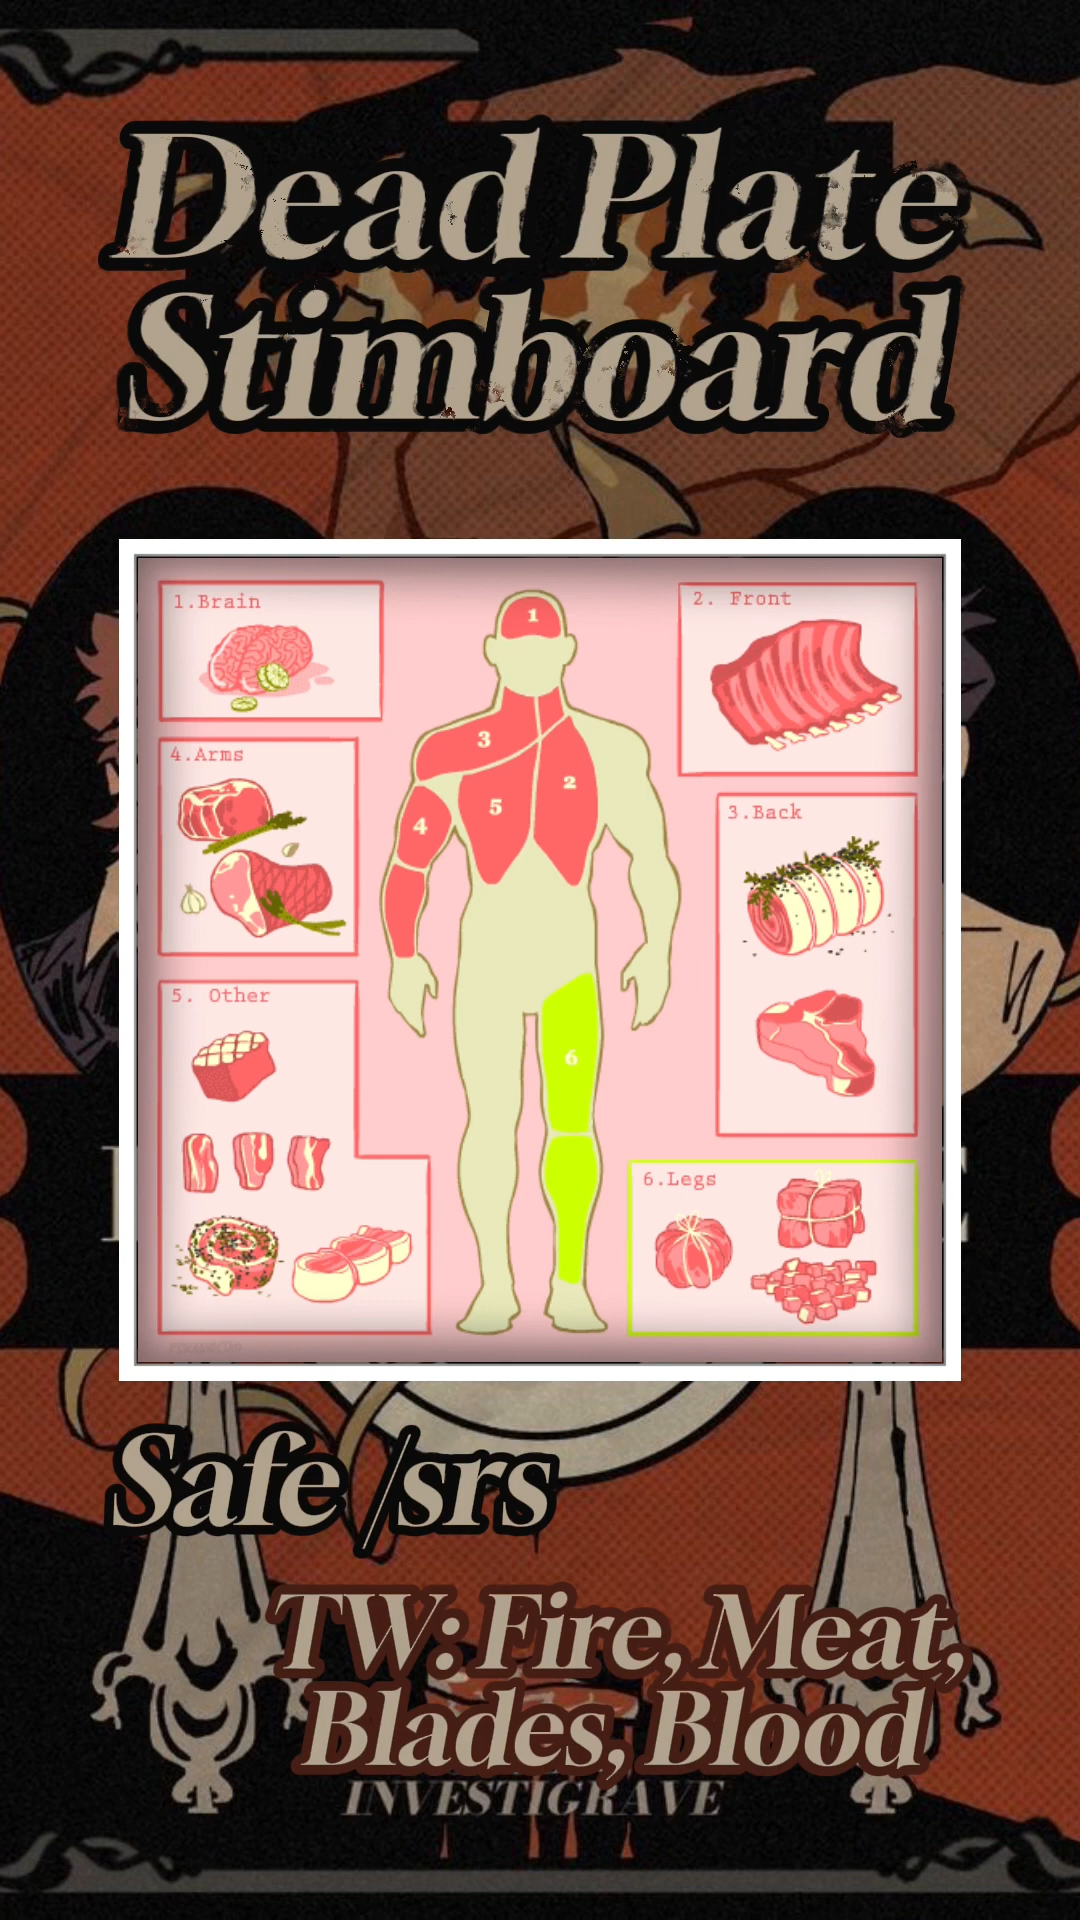 Dead Plate
Stimboard
1.Brain
1
2. Front
3
2
5
4
4.Arms
3.Back
5. Other
6
6.Legs
Safe /srs
TW: Fire, Meat,
Blades, Blood
INVESTIGRAVE